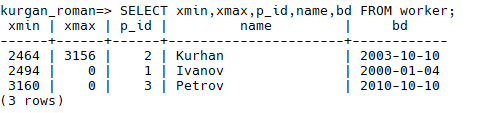 kurgan_roman=> SELECT xmin,xmax,p_id,name,bd FROM worker;
 xmin | xmax | p_id |         name         |     bd
------+------+------+----------------------+------------
 2464 | 3156 |    2 | Kurhan               | 2003-10-10
 2494 |    0 |    1 | Ivanov               | 2000-01-04
 3160 |    0 |    3 | Petrov               | 2010-10-10
(3 rows)